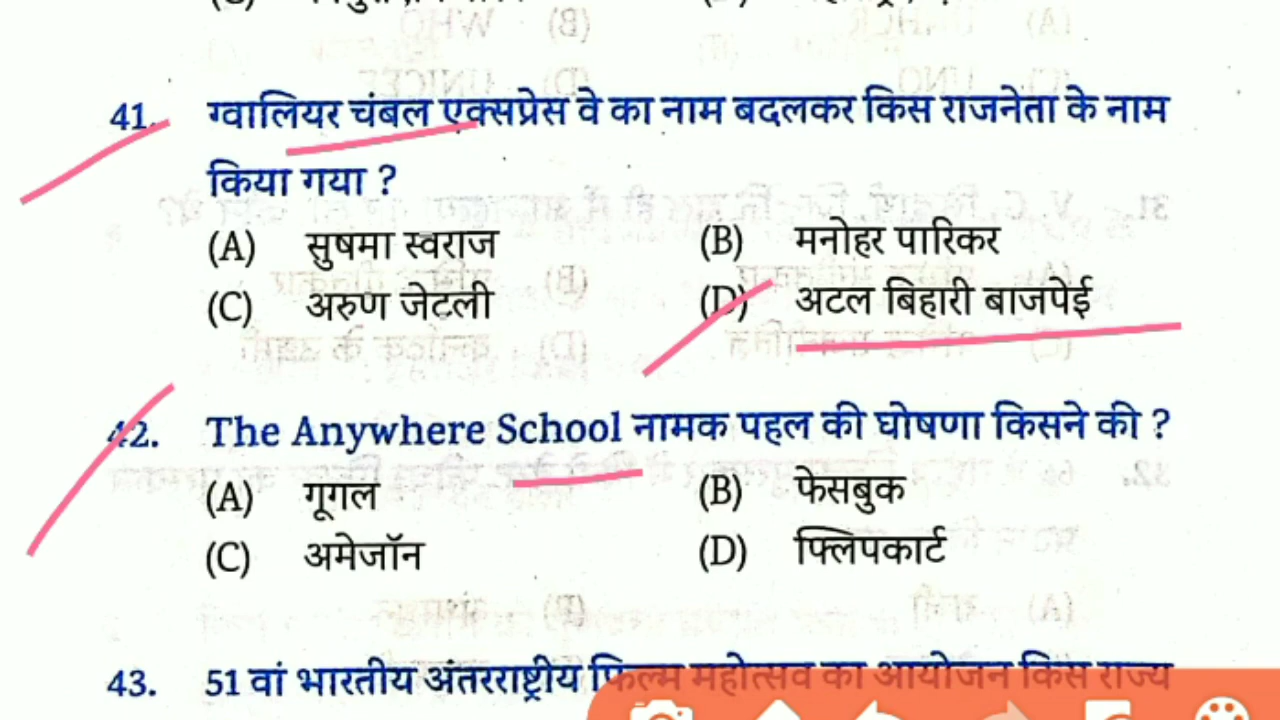 41. ग्वालियर चंबल एक्सप्रेस वे का नाम बदलकर किस राजनेता के नाम
किया गया ?
(A) सुषमा स्वराज (B) मनोहर पारिकर
(C) अरुण जेटली (D) अटल बिहारी बाजपेई
42. The Anywhere School नामक पहल की घोषणा किसने की ?
(A) गूगल (B) फेसबुक
(C) अमेजॉन (D) फ्लिपकार्ट
43. 51 वां भारतीय अंतरराष्ट्रीय फिल्म महोत्सव का आयोजन किस राज्य